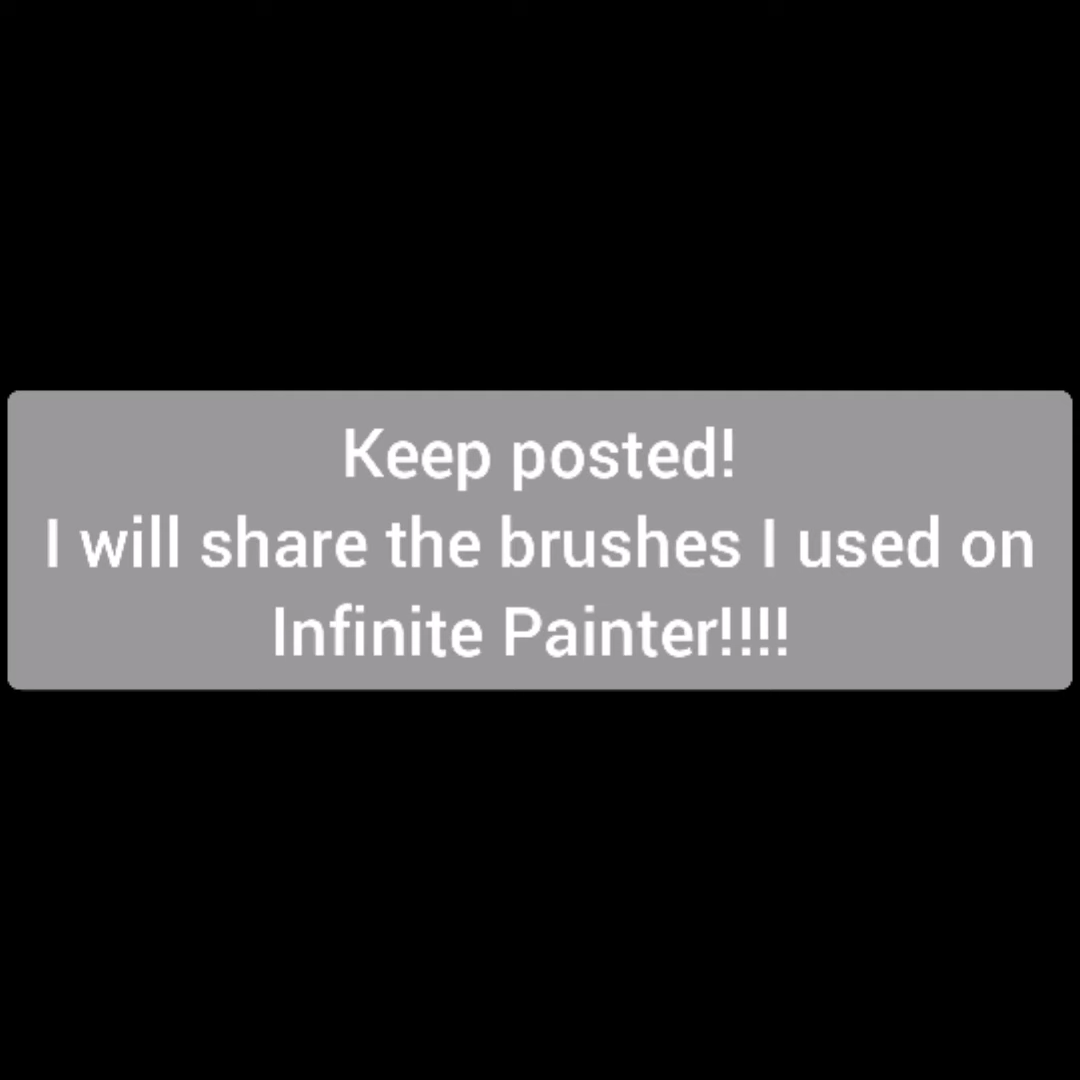 Keep posted!
I will share the brushes I used on
Infinite Painter!!!!